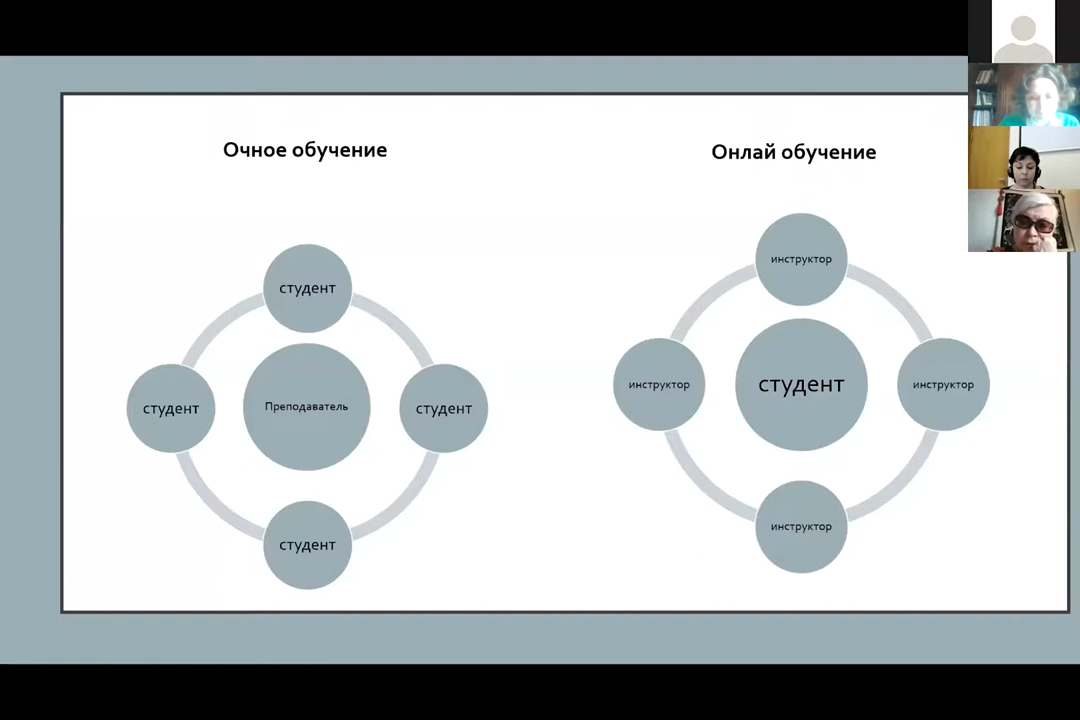 Очное обучение
Онлай обучение
студент
студент
Преподаватель
студент
студент
инструктор
инструктор
студент
инструктор
инструктор